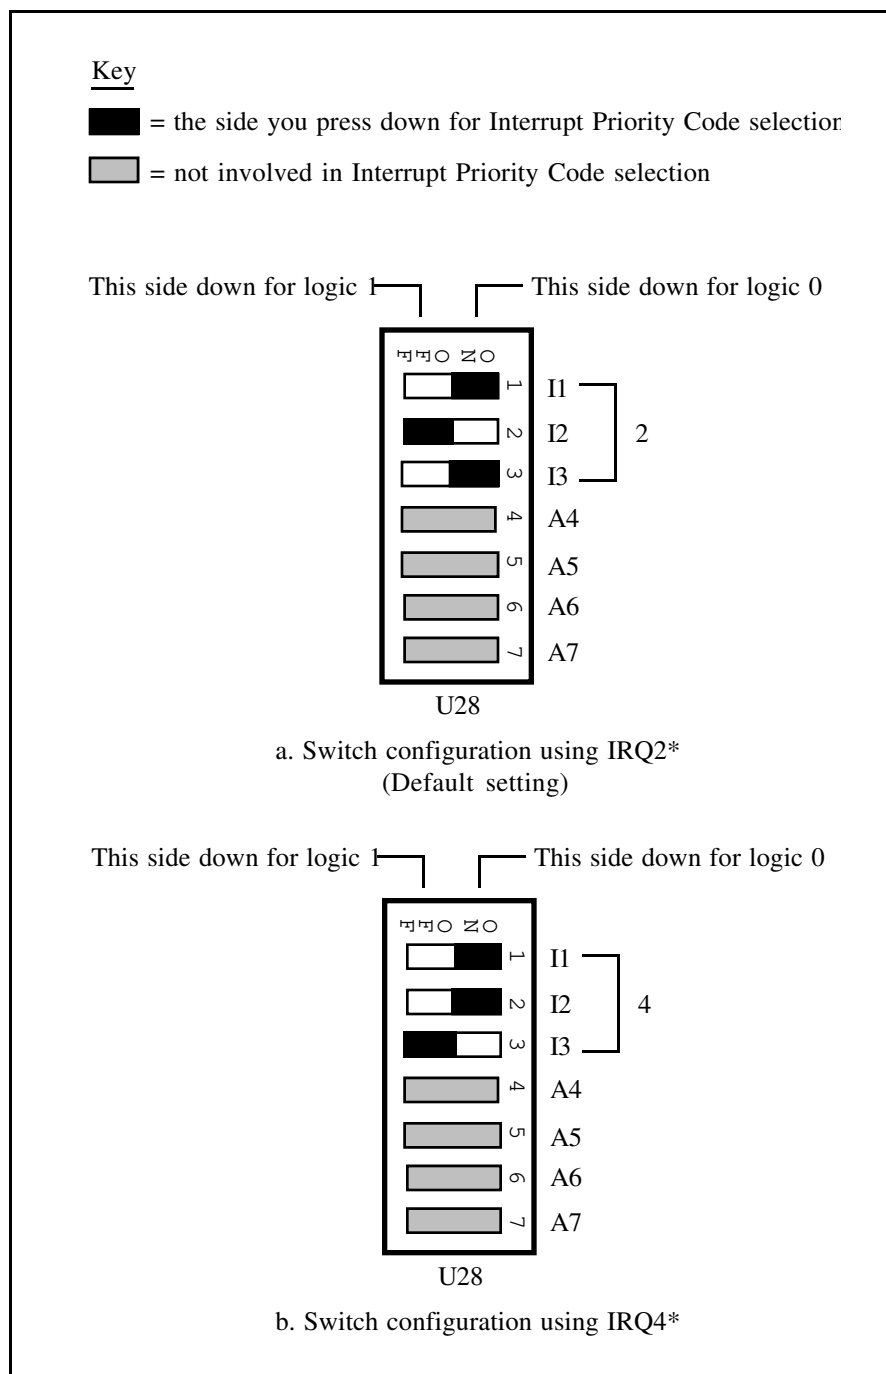 Key
= the side you press down for Interrupt Priority Code selection
= not involved in Interrupt Priority Code selection
This side down for logic 1
This side down for logic 0
OFF ON
1 I1
2 I2
2
3 I3
4 A4
5 A5
6 A6
7 A7
U28
a. Switch configuration using IRQ2*
(Default setting)
This side down for logic 1
This side down for logic 0
OFF ON
1 I1
2 I2
4
3 I3
4 A4
5 A5
6 A6
7 A7
U28
b. Switch configuration using IRQ4*